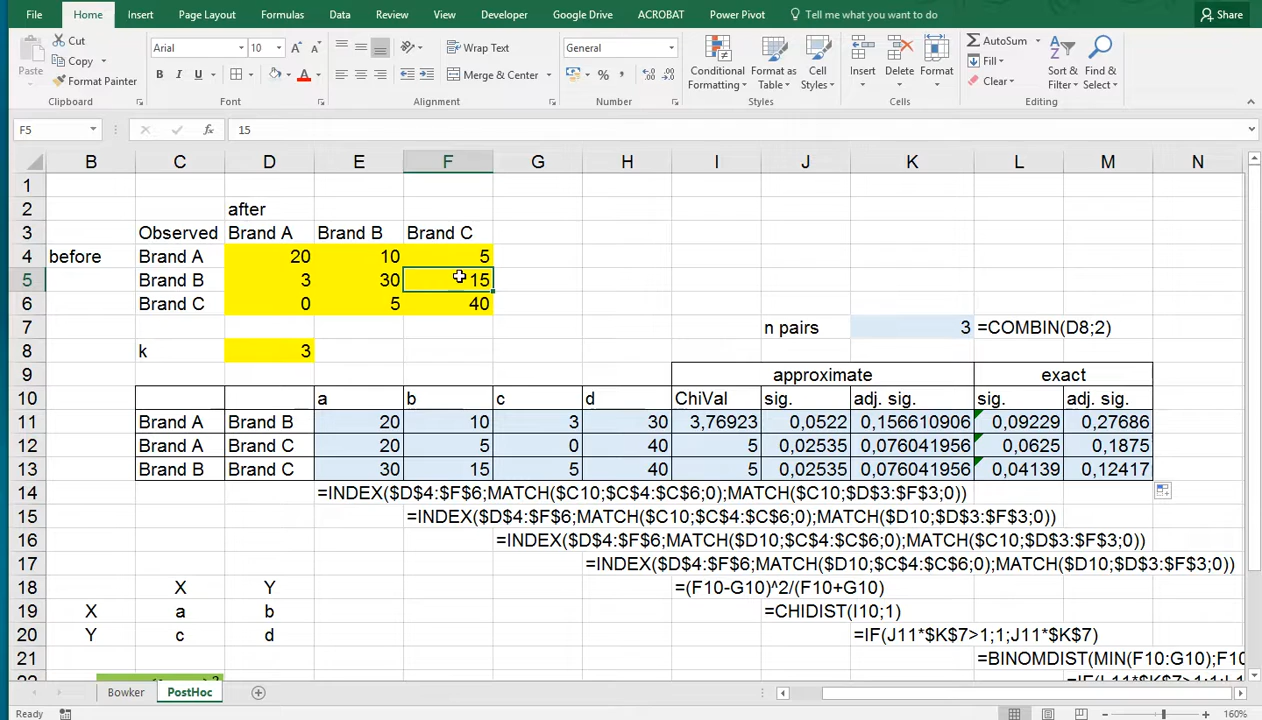 File Home Insert Page Layout Formulas Data Review View Developer Google Drive ACROBAT Power Pivot Tell me what you want to do Share
Paste Cut Copy Format Painter
Clipboard
Arial 10 A A
B I U A
Font
Wrap Text
Merge & Center
Alignment
General
%
Number
Conditional Formatting Format as Table Cell Styles
Styles
Insert Delete Format
Cells
AutoSum
Fill
Clear
Sort & Filter Find & Select
Editing
F5 fx 15
B C D E F G H I J K L M N
1
2 after
3 Observed Brand A Brand B Brand C
4 before Brand A 20 10 5
5 Brand B 3 30 15
6 Brand C 0 5 40
7 n pairs 3 =COMBIN(D8;2)
8 k 3
9 approximate exact
10 a b c d ChiVal sig. adj. sig. sig. adj. sig.
11 Brand A Brand B 20 10 3 30 3,76923 0,0522 0,156610906 0,09229 0,27686
12 Brand A Brand C 20 5 0 40 5 0,02535 0,076041956 0,0625 0,1875
13 Brand B Brand C 30 15 5 40 5 0,02535 0,076041956 0,04139 0,12417
14 =INDEX($D$4:$F$6;MATCH($C10;$C$4:$C$6;0);MATCH($C10;$D$3:$F$3;0))
15 =INDEX($D$4:$F$6;MATCH($C10;$C$4:$C$6;0);MATCH($D10;$D$3:$F$3;0))
16 =INDEX($D$4:$F$6;MATCH($D10;$C$4:$C$6;0);MATCH($C10;$D$3:$F$3;0))
17 =INDEX($D$4:$F$6;MATCH($D10;$C$4:$C$6;0);MATCH($D10;$D$3:$F$3;0))
18 X Y =(F10-G10)^2/(F10+G10)
19 X a b =CHIDIST(I10;1)
20 Y c d =IF(J11*$K$7>1;1;J11*$K$7)
21 =BINOMDIST(MIN(F10:G10);F10
Bowker PostHoc
Ready 160%